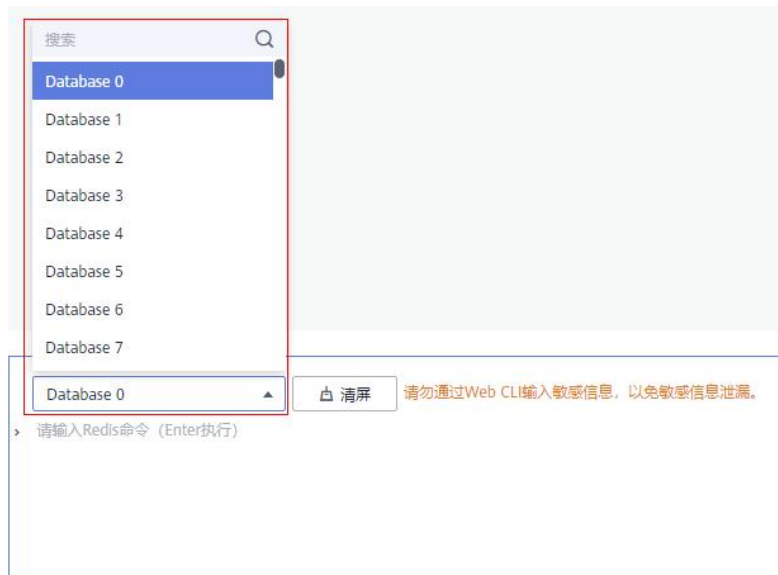 搜索
Database 0
Database 1
Database 2
Database 3
Database 4
Database 5
Database 6
Database 7
Database 0 清屏 请勿通过Web CLI输入敏感信息，以免敏感信息泄漏。
› 请输入Redis命令（Enter执行）